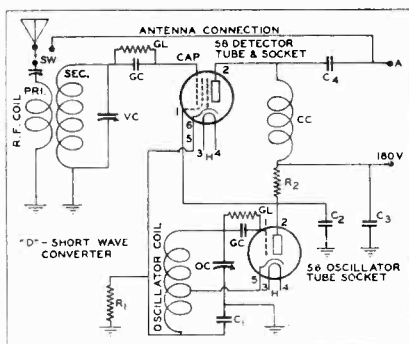 ANTENNA CONNECTION
SW
GL
GC
CAP
58 DETECTOR
TUBE & SOCKET
2
C4
A
PRI.
SEC.
R.F. COIL
VC
1
6
5
3
H
4
CC
180V
R2
"D"-SHORT WAVE
CONVERTER
OSCILLATOR COIL
GL
GC
OC
1
2
C2
C3
5
3
H
4
56 OSCILLATOR
TUBE SOCKET
R1
C1